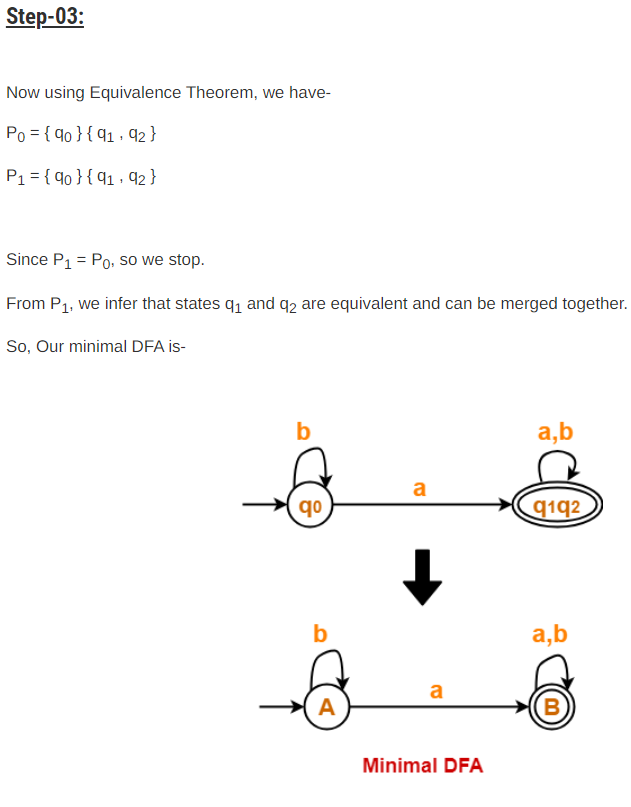 Step-03:
Now using Equivalence Theorem, we have-
P₀ = { q₀ } { q₁ , q₂ }
P₁ = { q₀ } { q₁ , q₂ }
Since P₁ = P₀, so we stop.
From P₁, we infer that states q₁ and q₂ are equivalent and can be merged together.
So, Our minimal DFA is-
b a,b
a
q0 q1q2
b a,b
a
A B
Minimal DFA